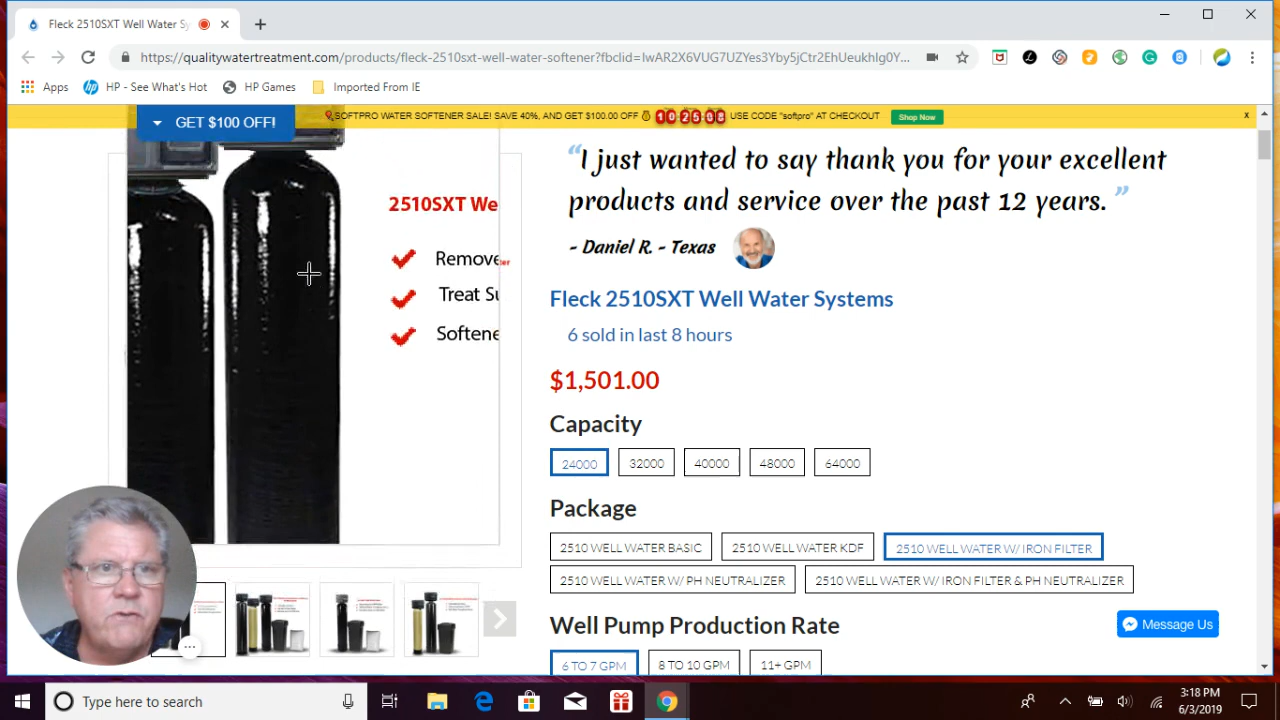 Fleck 2510SXT Well Water Sy
https://qualitywatertreatment.com/products/fleck-2510sxt-well-water-softener?fbclid=IwAR2X6VUG7UZYes3Yby5jCtr2EhUeukhIg0Y...
Apps HP - See What's Hot HP Games Imported From IE
GET $100 OFF!
SOFTPRO WATER SOFTENER SALE! SAVE 40%, AND GET $100.00 OFF 10 25 08 USE CODE "softpro" AT CHECKOUT Shop Now x
"I just wanted to say thank you for your excellent
products and service over the past 12 years."
- Daniel R. - Texas
2510SXT We
Remove
Treat Su
Softene
Fleck 2510SXT Well Water Systems
6 sold in last 8 hours
$1,501.00
Capacity
24000 32000 40000 48000 64000
Package
2510 WELL WATER BASIC 2510 WELL WATER KDF 2510 WELL WATER W/ IRON FILTER
2510 WELL WATER W/ PH NEUTRALIZER 2510 WELL WATER W/ IRON FILTER & PH NEUTRALIZER
Well Pump Production Rate
Message Us
6 TO 7 GPM 8 TO 10 GPM 11+ GPM
Type here to search
3:18 PM
6/3/2019